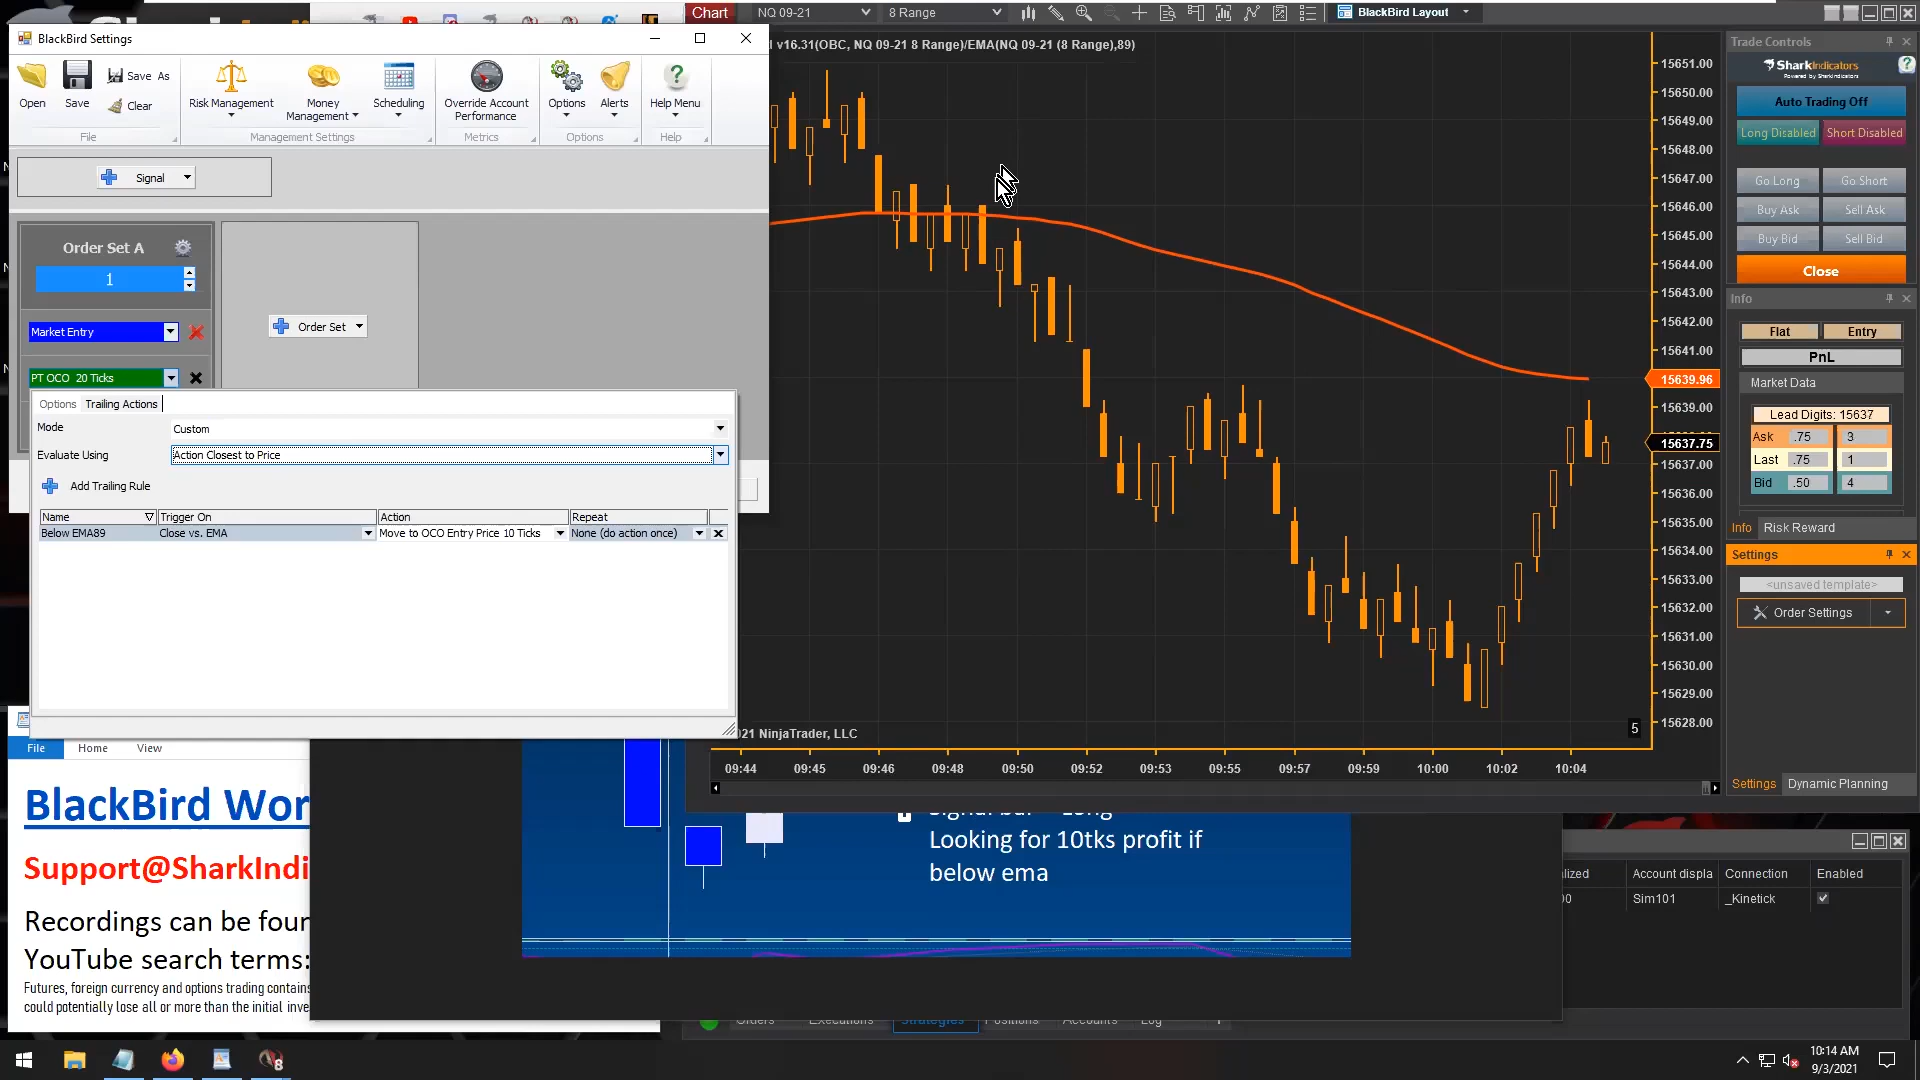 BlackBird Settings
Open
Save
Save As
Clear
File
Risk Management
Money Management
Scheduling
Management Settings
Override Account Performance
Metrics
Options
Alerts
Options
Help Menu
Help
Signal
Order Set A
1
Market Entry
PT OCO 20 Ticks
Order Set
Options
Trailing Actions
Mode
Custom
Evaluate Using
Action Closest to Price
Add Trailing Rule
Name
Trigger On
Action
Repeat
Below EMA89
Close vs. EMA
Move to OCO Entry Price 10 Ticks
None (do action once)
Chart
NQ 09-21
8 Range
BlackBird Layout
v16.31(OBC, NQ 09-21 8 Range)/EMA(NQ 09-21 (8 Range),89)
15651.00
15650.00
15649.00
15648.00
15647.00
15646.00
15645.00
15644.00
15643.00
15642.00
15641.00
15639.96
15639.00
15637.75
15637.00
15636.00
15635.00
15634.00
15633.00
15632.00
15631.00
15630.00
15629.00
15628.00
5
21 NinjaTrader, LLC
09:44
09:45
09:46
09:48
09:50
09:52
09:53
09:55
09:57
09:59
10:00
10:02
10:04
Trade Controls
SharkIndicators
Powered by SharkIndicators
Auto Trading Off
Long Disabled
Short Disabled
Go Long
Go Short
Buy Ask
Sell Ask
Buy Bid
Sell Bid
Close
Info
Flat
Entry
PnL
Market Data
Lead Digits: 15637
Ask
.75
3
Last
.75
1
Bid
.50
4
Info
Risk Reward
Settings
<unsaved template>
Order Settings
Settings
Dynamic Planning
File
Home
View
BlackBird Wor
Support@SharkIndi
Recordings can be four
YouTube search terms:
Futures, foreign currency and options trading contains
could potentially lose all or more than the initial inve
Looking for 10tks profit if
below ema
Account displa
Connection
Enabled
Sim101
_Kinetick
Orders
Executions
Strategies
Positions
Accounts
Log
10:14 AM
9/3/2021